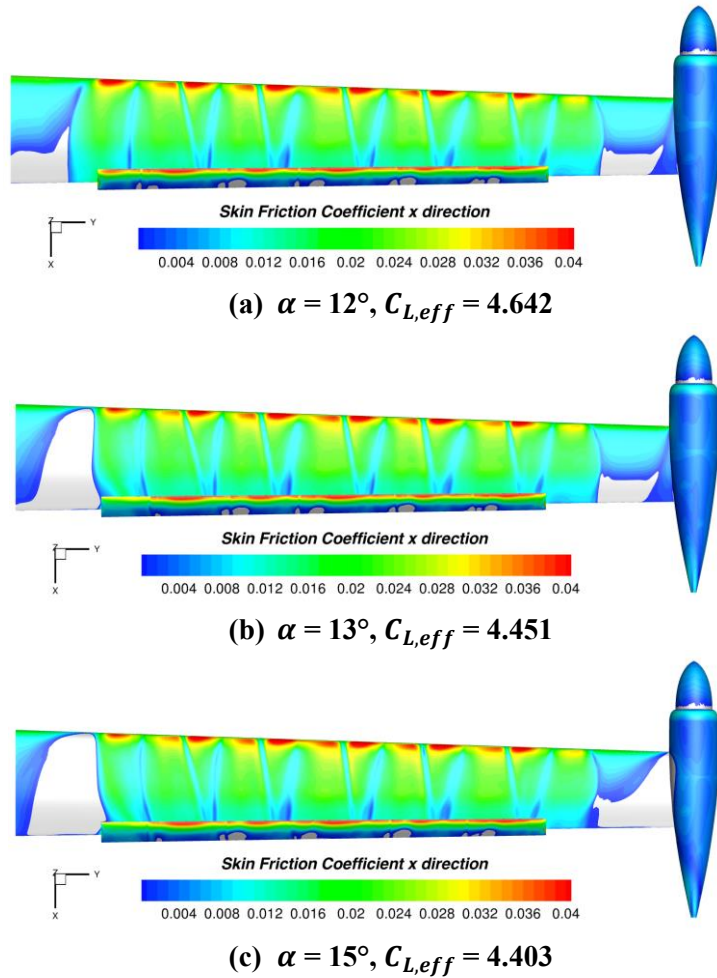 Z Y
X
Skin Friction Coefficient x direction
0.004 0.008 0.012 0.016 0.02 0.024 0.028 0.032 0.036 0.04
(a) α = 12°, C_{L,eff} = 4.642
Z Y
X
Skin Friction Coefficient x direction
0.004 0.008 0.012 0.016 0.02 0.024 0.028 0.032 0.036 0.04
(b) α = 13°, C_{L,eff} = 4.451
Z Y
X
Skin Friction Coefficient x direction
0.004 0.008 0.012 0.016 0.02 0.024 0.028 0.032 0.036 0.04
(c) α = 15°, C_{L,eff} = 4.403